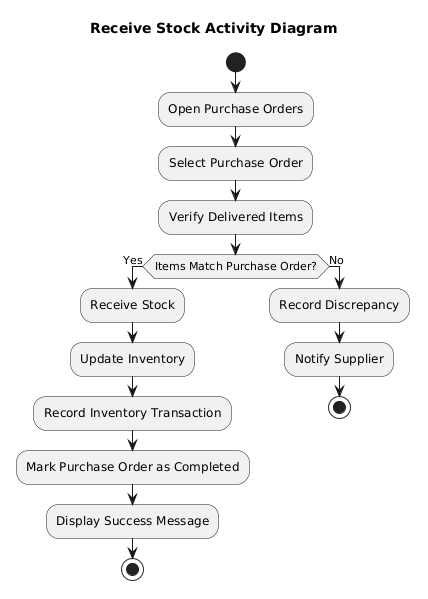 Receive Stock Activity Diagram
Open Purchase Orders
Select Purchase Order
Verify Delivered Items
Items Match Purchase Order?
Yes
No
Receive Stock
Update Inventory
Record Inventory Transaction
Mark Purchase Order as Completed
Display Success Message
Record Discrepancy
Notify Supplier